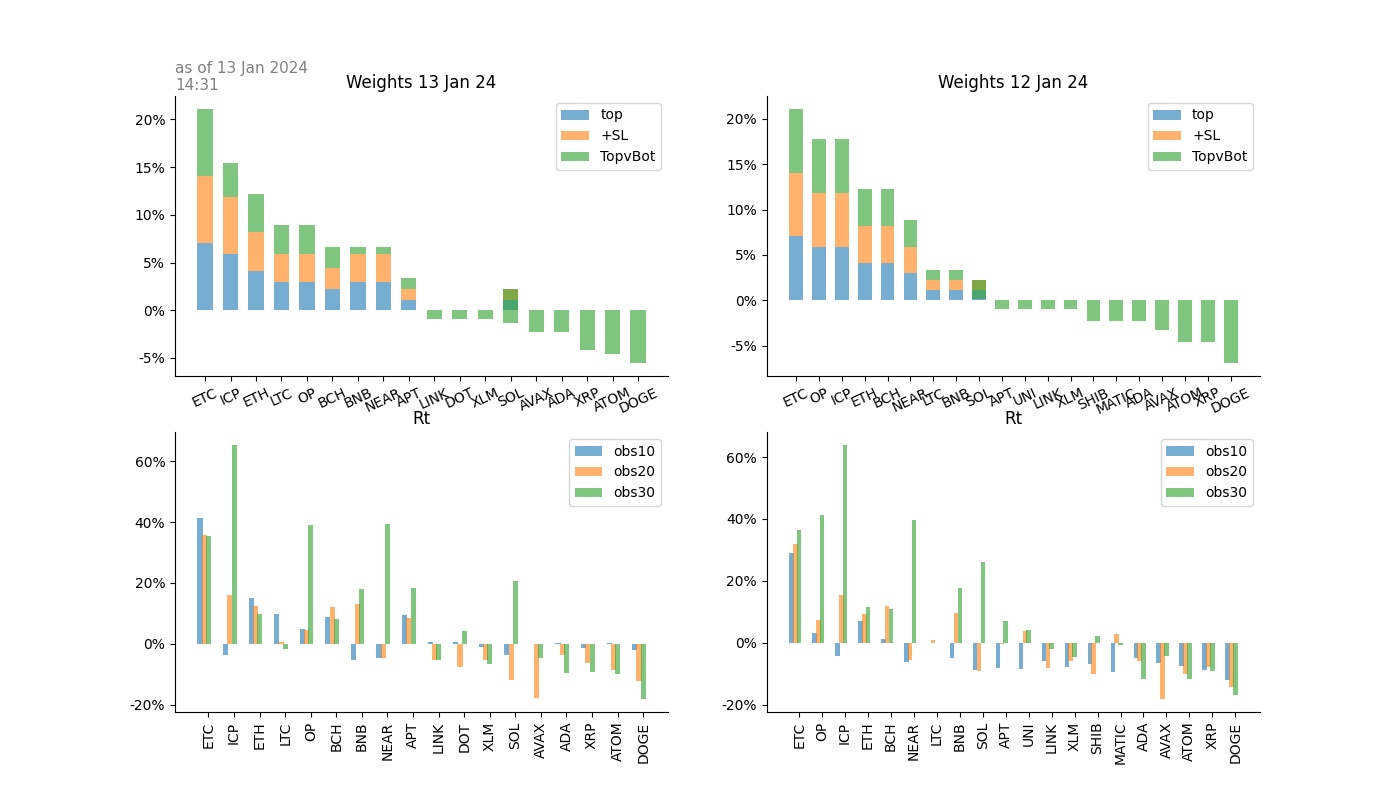 as of 13 Jan 2024
14:31
Weights 13 Jan 24
20%
15%
10%
5%
0%
-5%
top
+SL
TopvBot
ETC ICP ETH LTC OP BCH BNB NEAR APT LINK DOT XLM SOL AVAX ADA XRP ATOM DOGE
Weights 12 Jan 24
20%
15%
10%
5%
0%
-5%
top
+SL
TopvBot
ETC OP ICP ETH BCH NEAR LTC BNB SOL APT UNI LINK XLM SHIB MATIC ADA AVAX ATOM XRP DOGE
Rt
60%
40%
20%
0%
-20%
obs10
obs20
obs30
ETC ICP ETH LTC OP BCH BNB NEAR APT LINK DOT XLM SOL AVAX ADA XRP ATOM DOGE
Rt
60%
40%
20%
0%
-20%
obs10
obs20
obs30
ETC OP ICP ETH BCH NEAR LTC BNB SOL APT UNI LINK XLM SHIB MATIC ADA AVAX ATOM XRP DOGE